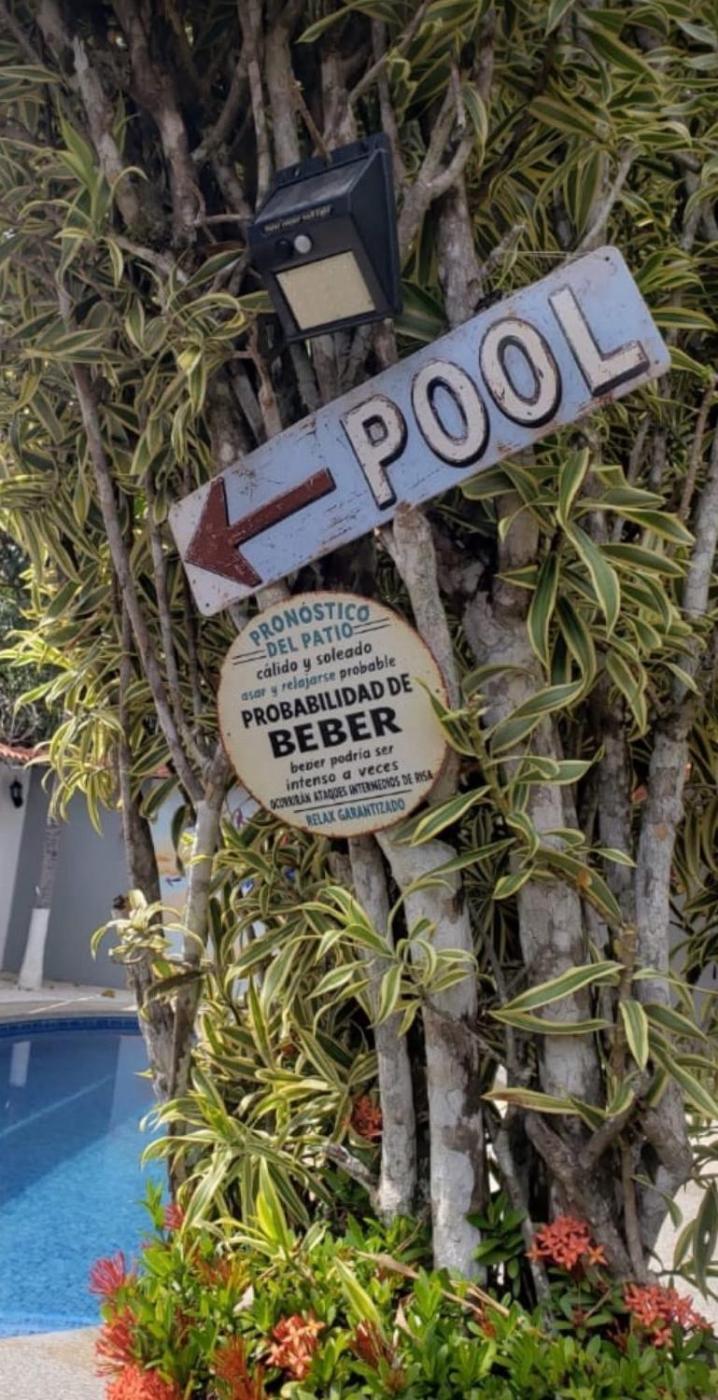 POOL
PRONÓSTICO
DEL PATIO
cálido y soleado
asar y relajarse probable
PROBABILIDAD DE
BEBER
beber podría ser
intenso a veces
OCURRIRÁN ATAQUES INTERMEDIOS DE RISA
RELAX GARANTIZADO